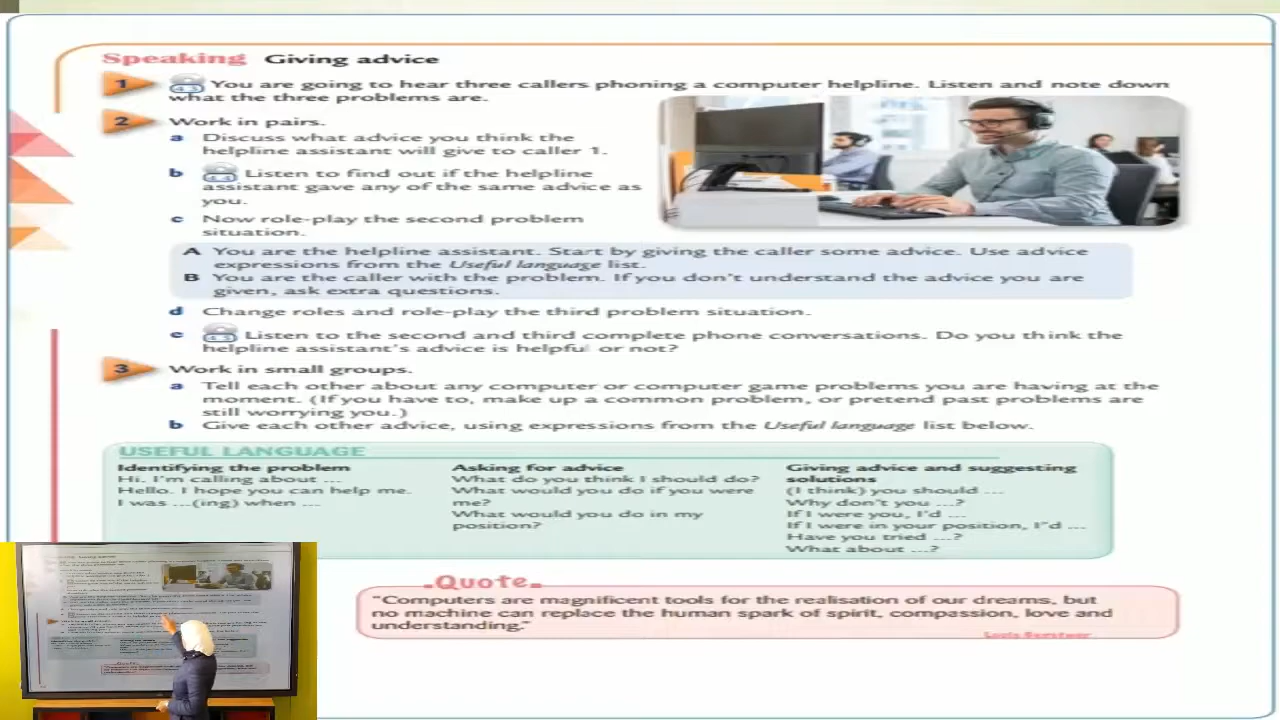 Speaking Giving advice
1 4 3 You are going to hear three callers phoning a computer helpline. Listen and note down
what the three problems are.
2 Work in pairs.
a Discuss what advice you think the
helpline assistant will give to caller 1.
b 4 4 Listen to find out if the helpline
assistant gave any of the same advice as
you.
c Now role-play the second problem
situation.
A You are the helpline assistant. Start by giving the caller some advice. Use advice
expressions from the Useful language list.
B You are the caller with the problem. If you don't understand the advice you are
given, ask extra questions.
d Change roles and role-play the third problem situation.
e 4 5 Listen to the second and third complete phone conversations. Do you think the
helpline assistant's advice is helpful or not?
3 Work in small groups.
a Tell each other about any computer or computer game problems you are having at the
moment. (If you have to, make up a common problem, or pretend past problems are
still worrying you.)
b Give each other advice, using expressions from the Useful language list below.
USEFUL LANGUAGE
Identifying the problem
Hi. I'm calling about ...
Hello. I hope you can help me.
I was ...(ing) when ...
Asking for advice
What do you think I should do?
What would you do if you were
me?
What would you do in my
position?
Giving advice and suggesting
solutions
(I think) you should ...
Why don't you ...?
If I were you, I'd ...
If I were in your position, I"d ...
Have you tried ...?
What about ...?
Quote
"Computers are magnificent tools for the realisation of our dreams, but
no machine can replace the human spark of spirit, compassion, love and
understanding."